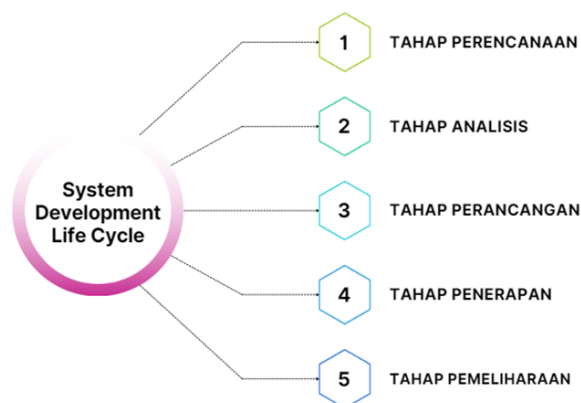 System
Development
Life Cycle
1 TAHAP PERENCANAAN
2 TAHAP ANALISIS
3 TAHAP PERANCANGAN
4 TAHAP PENERAPAN
5 TAHAP PEMELIHARAAN